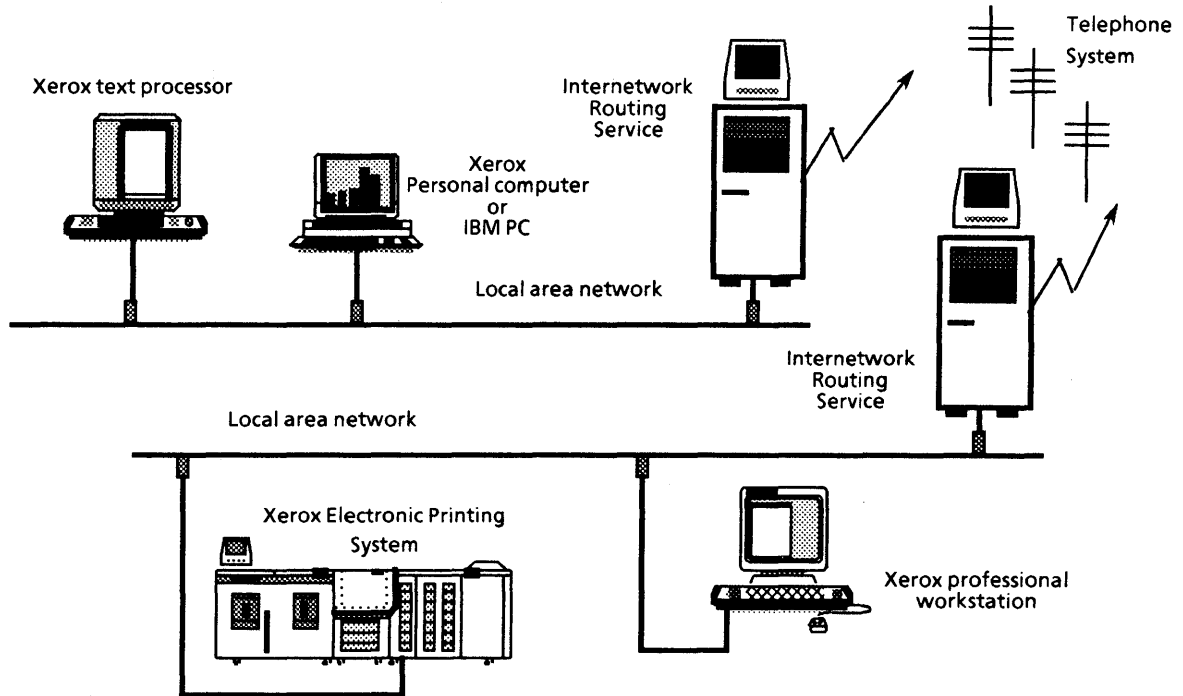 Telephone
System
Xerox text processor
Internetwork
Routing
Service
Xerox
Personal computer
or
IBM PC
Local area network
Internetwork
Routing
Service
Local area network
Xerox Electronic Printing
System
Xerox professional
workstation